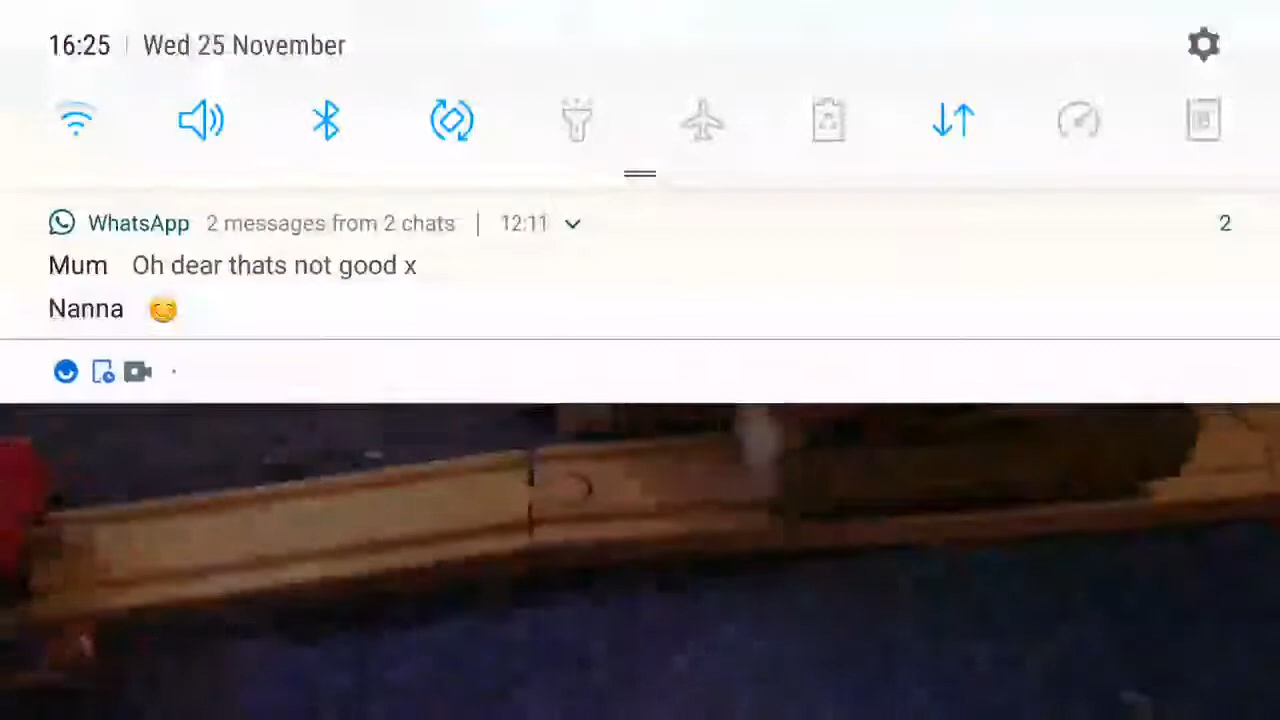 16:25 | Wed 25 November
WhatsApp 2 messages from 2 chats | 12:11 2
Mum Oh dear thats not good x
Nanna 😊